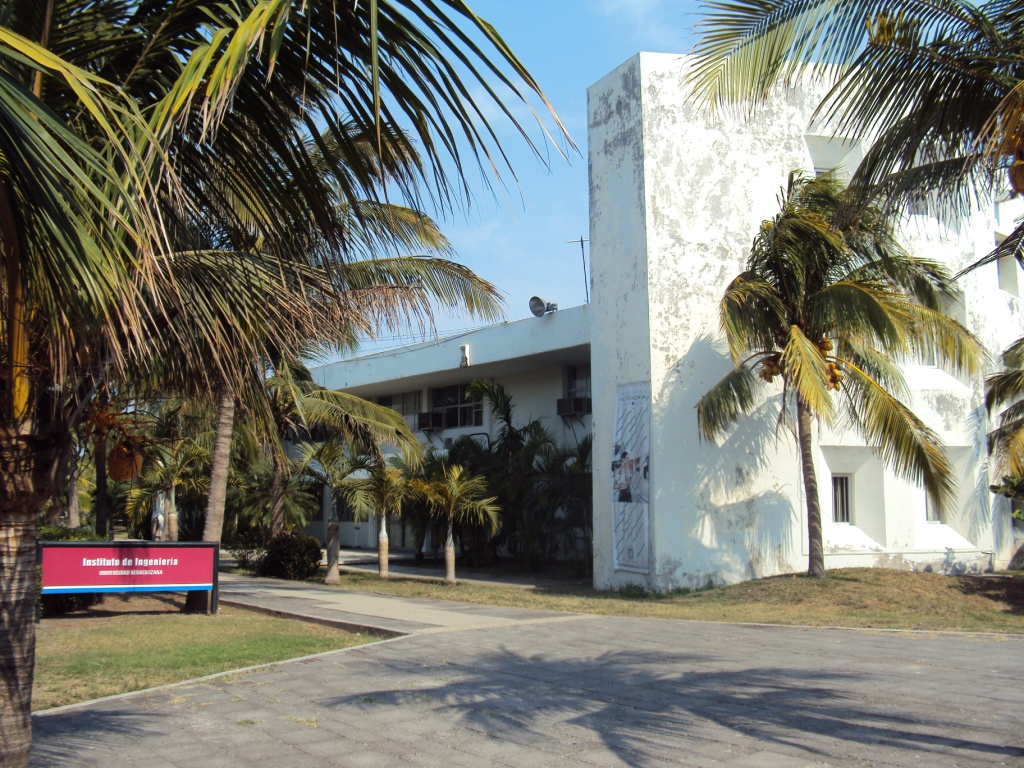 Instituto de Ingeniería
UNIVERSIDAD VERACRUZANA